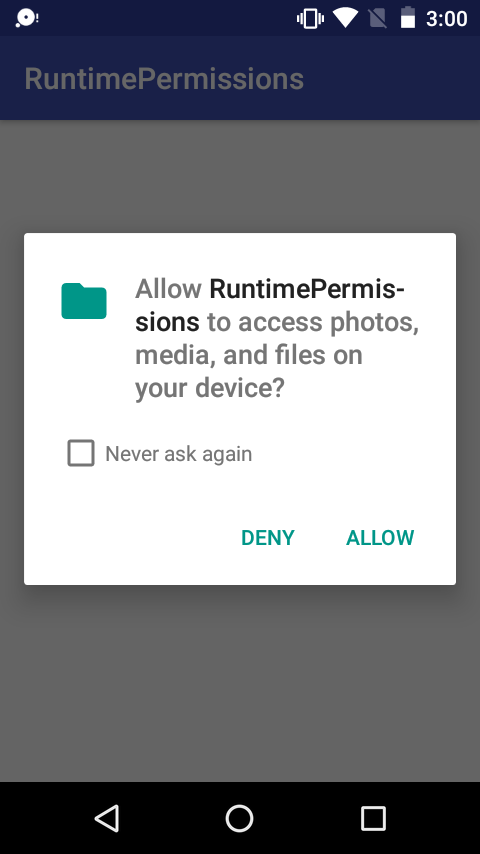 3:00
RuntimePermissions
Allow RuntimePermis-
sions to access photos,
media, and files on
your device?
Never ask again
DENY ALLOW